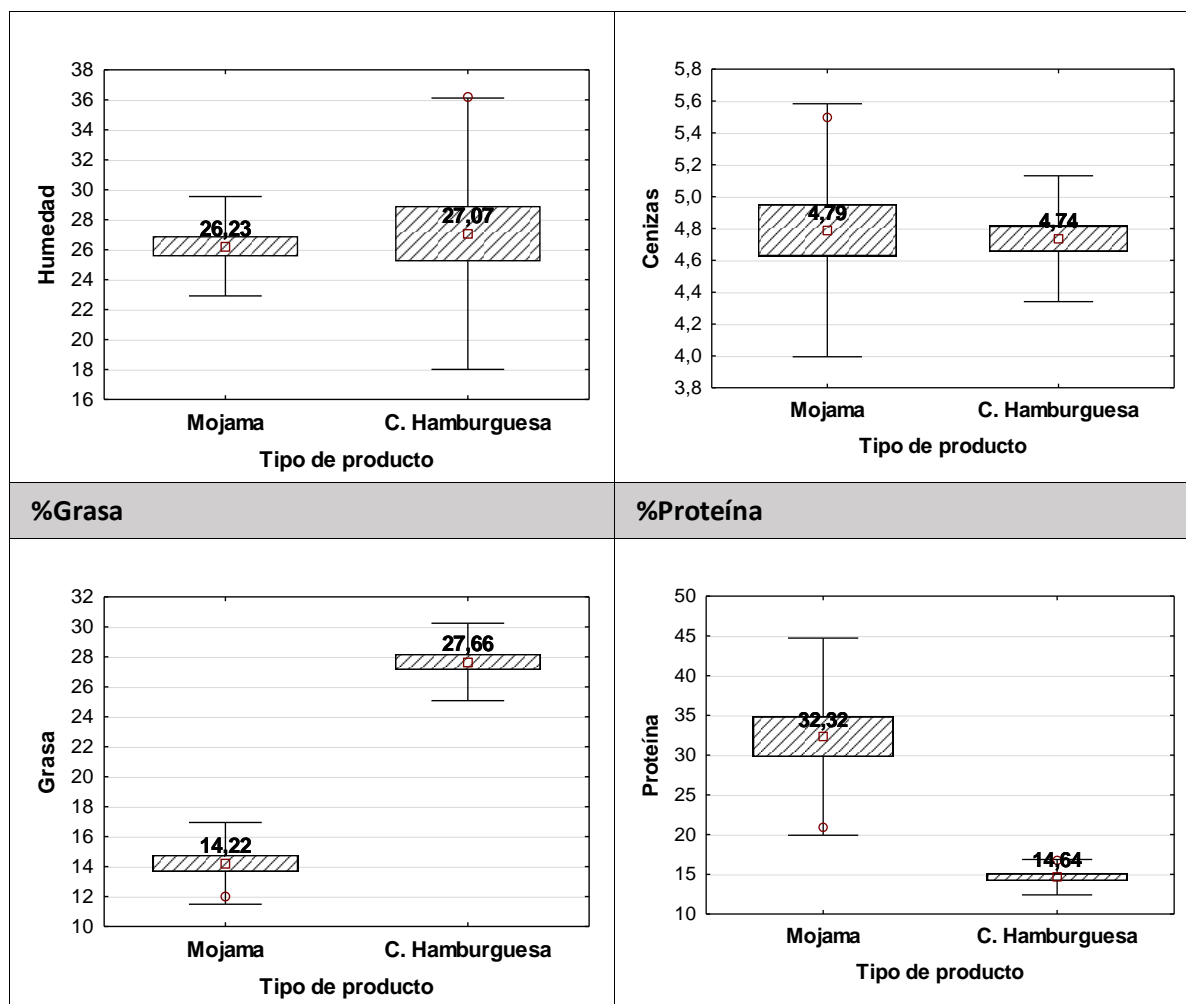 38
36
34
32
30
28
26
24
22
20
18
16
Humedad
26,23
27,07
Mojama
C. Hamburguesa
Tipo de producto
5,8
5,6
5,4
5,2
5,0
4,8
4,6
4,4
4,2
4,0
3,8
Cenizas
4,79
4,74
Mojama
C. Hamburguesa
Tipo de producto
%Grasa
%Proteína
32
30
28
26
24
22
20
18
16
14
12
10
Grasa
14,22
27,66
Mojama
C. Hamburguesa
Tipo de producto
50
45
40
35
30
25
20
15
10
Proteína
32,32
14,64
Mojama
C. Hamburguesa
Tipo de producto